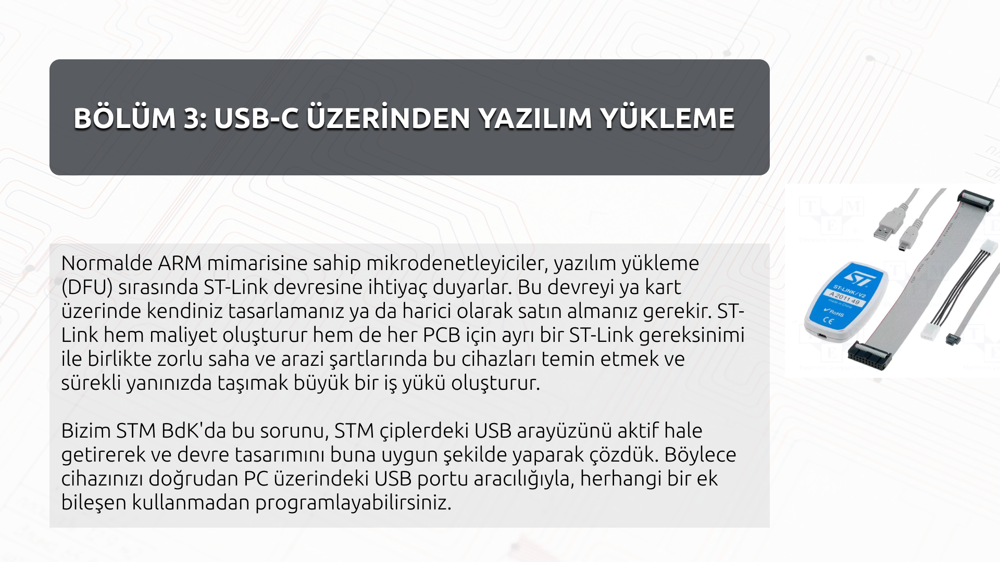 BÖLÜM 3: USB-C ÜZERİNDEN YAZILIM YÜKLEME
Normalde ARM mimarisine sahip mikrodenetleyiciler, yazılım yükleme
(DFU) sırasında ST-Link devresine ihtiyaç duyarlar. Bu devreyi ya kart
üzerinde kendiniz tasarlamanız ya da harici olarak satın almanız gerekir. ST-
Link hem maliyet oluşturur hem de her PCB için ayrı bir ST-Link gereksinimi
ile birlikte zorlu saha ve arazi şartlarında bu cihazları temin etmek ve
sürekli yanınızda taşımak büyük bir iş yükü oluşturur.
Bizim STM BdK'da bu sorunu, STM çiplerdeki USB arayüzünü aktif hale
getirerek ve devre tasarımını buna uygun şekilde yaparak çözdük. Böylece
cihazınızı doğrudan PC üzerindeki USB portu aracılığıyla, herhangi bir ek
bileşen kullanmadan programlayabilirsiniz.
T M
E
ST
ST-LINK/V2
A 2011 49
made in China
RoHS
CE